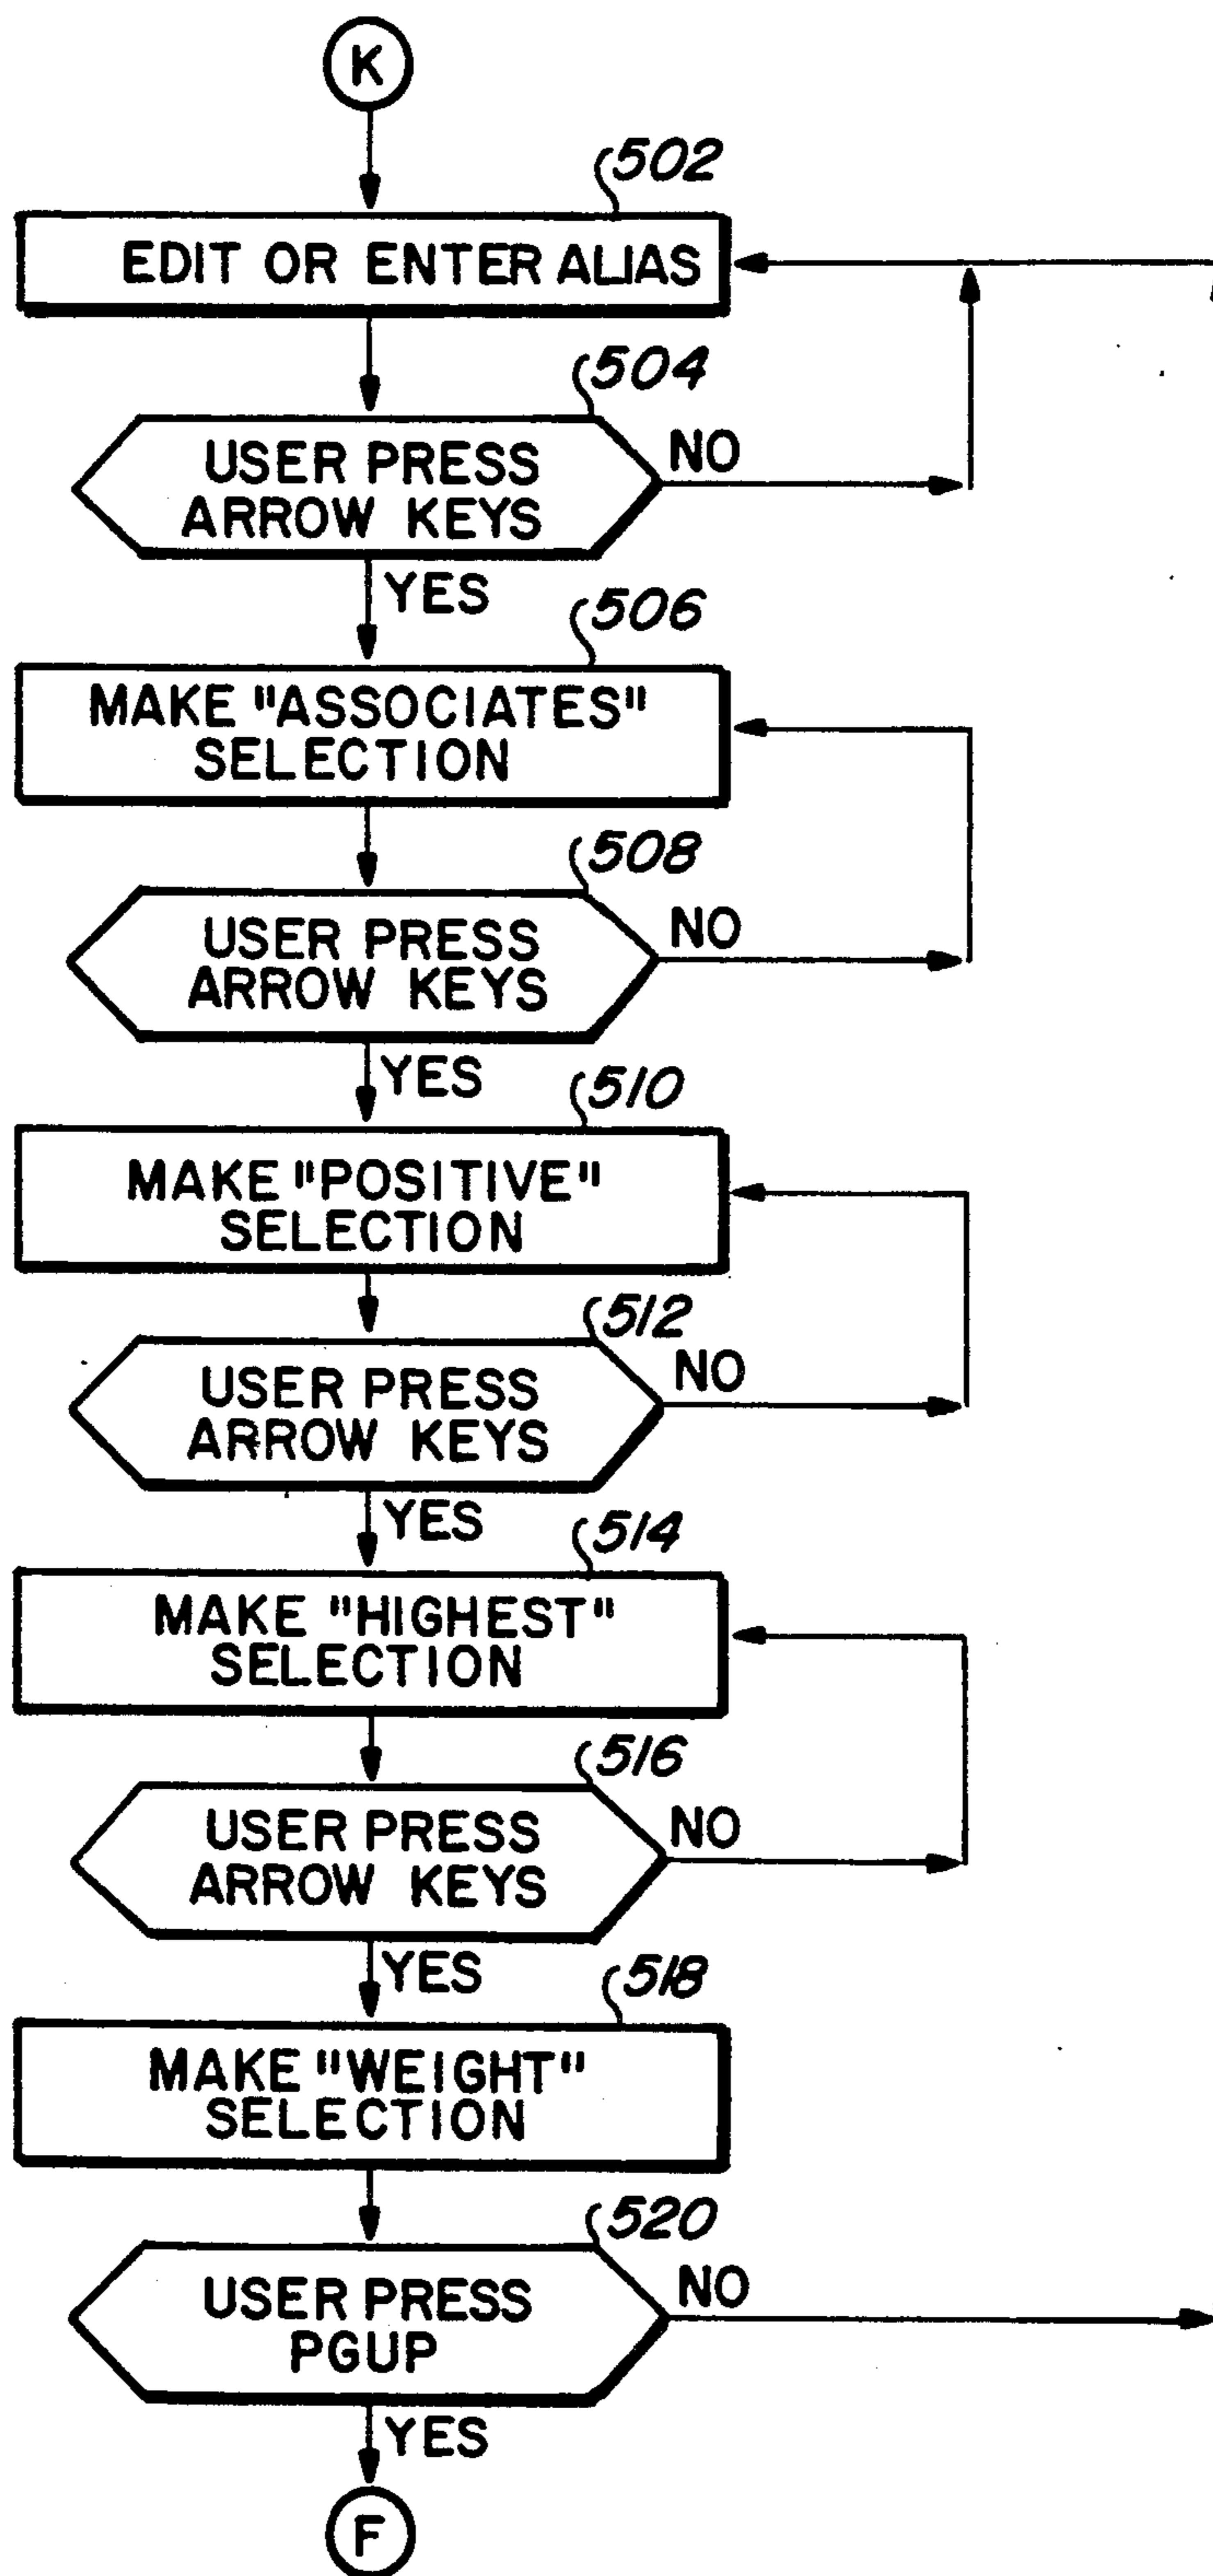 K
502
EDIT OR ENTER ALIAS
504
USER PRESS
ARROW KEYS
NO
YES
506
MAKE "ASSOCIATES"
SELECTION
508
USER PRESS
ARROW KEYS
NO
YES
510
MAKE "POSITIVE"
SELECTION
512
USER PRESS
ARROW KEYS
NO
YES
514
MAKE "HIGHEST"
SELECTION
516
USER PRESS
ARROW KEYS
NO
YES
518
MAKE "WEIGHT"
SELECTION
520
USER PRESS
PGUP
NO
YES
F